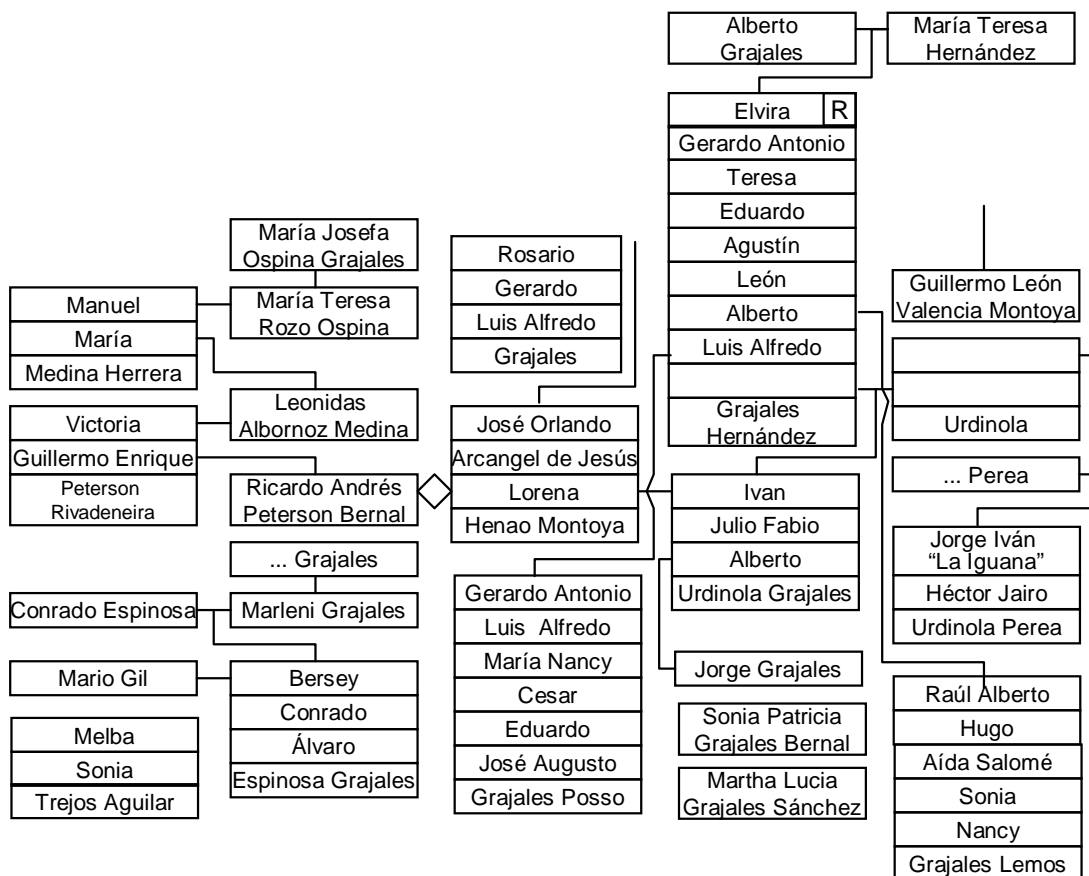 Alberto
Grajales
María Teresa
Hernández
Elvira
R
Gerardo Antonio
Teresa
Eduardo
Agustín
León
Alberto
Luis Alfredo
Grajales
Hernández
María Josefa
Ospina Grajales
María Teresa
Rozo Ospina
Manuel
María
Medina Herrera
Leonidas
Albornoz Medina
Victoria
Guillermo Enrique
Peterson
Rivadeneira
Ricardo Andrés
Peterson Bernal
... Grajales
Marleni Grajales
Conrado Espinosa
Mario Gil
Bersey
Conrado
Álvaro
Espinosa Grajales
Melba
Sonia
Trejos Aguilar
Rosario
Gerardo
Luis Alfredo
Grajales
José Orlando
Arcangel de Jesús
Lorena
Henao Montoya
Gerardo Antonio
Luis  Alfredo
María Nancy
Cesar
Eduardo
José Augusto
Grajales Posso
Ivan
Julio Fabio
Alberto
Urdinola Grajales
Jorge Grajales
Sonia Patricia
Grajales Bernal
Martha Lucia
Grajales Sánchez
Guillermo León
Valencia Montoya
Urdinola
... Perea
Jorge Iván
“La Iguana”
Héctor Jairo
Urdinola Perea
Raúl Alberto
Hugo
Aída Salomé
Sonia
Nancy
Grajales Lemos